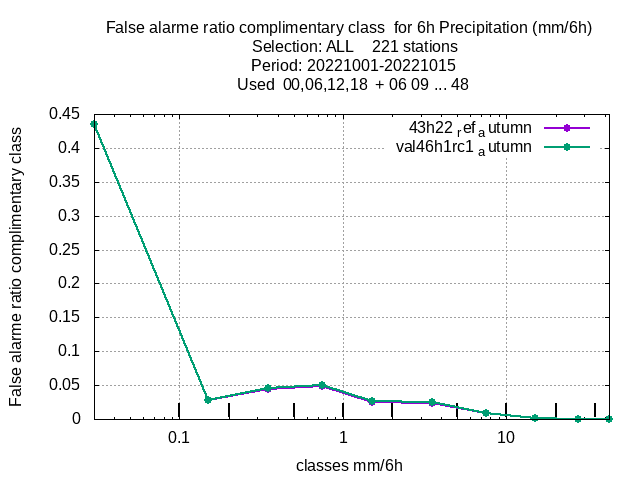 False alarme ratio complimentary class  for 6h Precipitation (mm/6h)
Selection: ALL    221 stations
Period: 20221001-20221015
Used  00,06,12,18  + 06 09 ... 48
43h22 ref a utumn
val46h1rc1 a utumn
False alarme ratio complimentary class
0.45
0.4
0.35
0.3
0.25
0.2
0.15
0.1
0.05
0
0.1
1
10
classes mm/6h